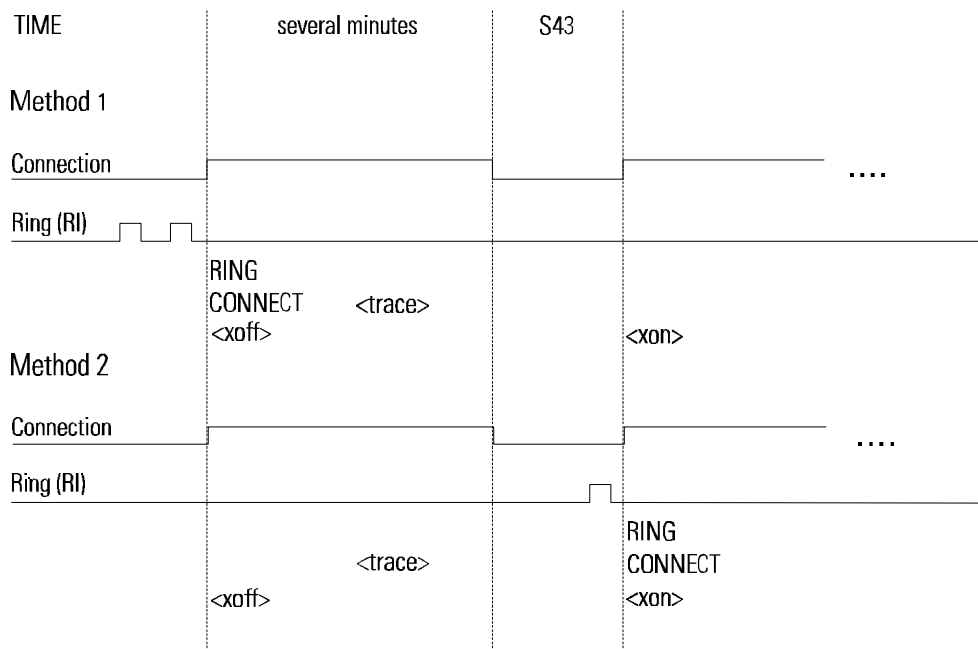 TIME several minutes S43
Method 1
Connection
....
Ring (RI)
RING
CONNECT <trace>
<xoff> <xon>
Method 2
Connection
....
Ring (RI)
RING
<trace> CONNECT
<xoff> <xon>